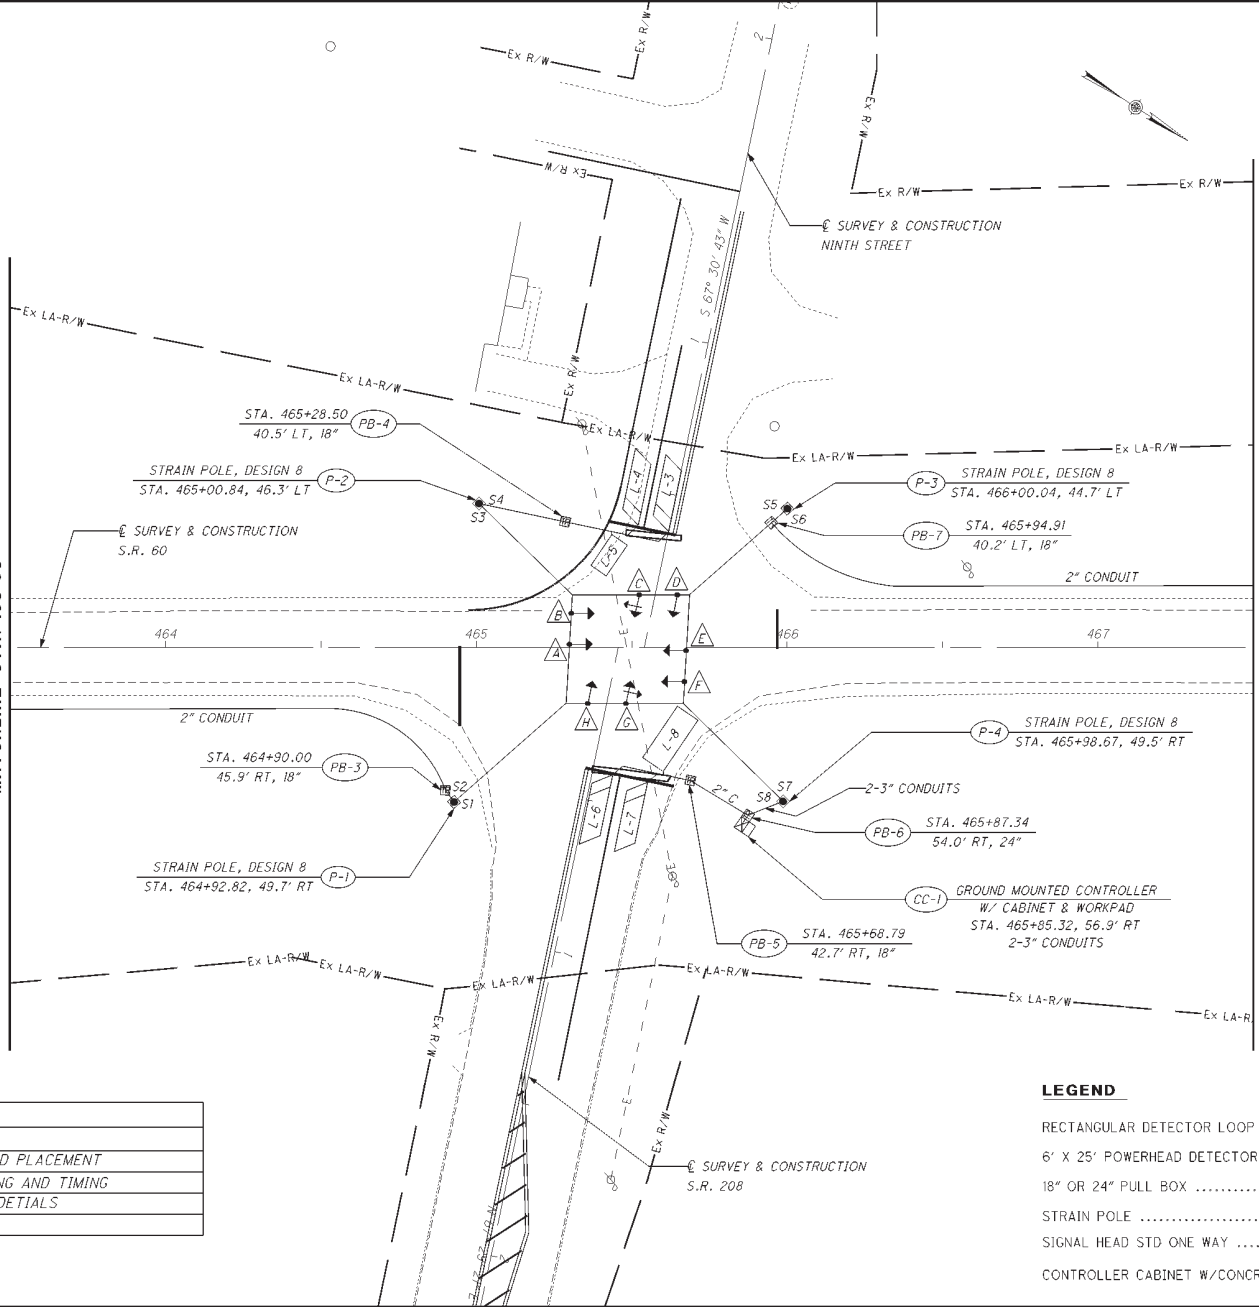 Ex R/W
Ex R/W
2
Ex R/W
Ex R/W
Ex R/W
Ex R/W
℄ SURVEY & CONSTRUCTION
NINTH STREET
S 67° 30' 43" W
Ex LA-R/W
1
Ex R/W
Ex LA-R/W
STA. 465+28.50
40.5' LT, 18"
PB-4
Ex LA-R/W
Ex LA-R/W
Ex LA-R/W
STRAIN POLE, DESIGN 8
STA. 465+00.84, 46.3' LT
P-2
L-4
L-3
P-3
STRAIN POLE, DESIGN 8
STA. 466+00.04, 44.7' LT
S4
S3
S5
S6
℄ SURVEY & CONSTRUCTION
S.R. 60
PB-7
STA. 465+94.91
40.2' LT, 18"
L-5
2" CONDUIT
C
D
B
464
465
E
466
467
A
E
F
H
G
2" CONDUIT
L-8
P-4
STRAIN POLE, DESIGN 8
STA. 465+98.67, 49.5' RT
STA. 464+90.00
45.9' RT, 18"
PB-3
S2
S1
2" C
S7
S8
2-3" CONDUITS
L-6
L-7
PB-6
STA. 465+87.34
54.0' RT, 24"
STRAIN POLE, DESIGN 8
STA. 464+92.82, 49.7' RT
P-1
E
CC-1
GROUND MOUNTED CONTROLLER
W/ CABINET & WORKPAD
STA. 465+85.32, 56.9' RT
2-3" CONDUITS
PB-5
STA. 465+68.79
42.7' RT, 18"
1
Ex LA-R/W
Ex LA-R/W
Ex LA-R/W
Ex LA-R/W
Ex LA-R/W
Ex LA-R
Ex R/W
E
Ex R/W
LEGEND
RECTANGULAR DETECTOR LOOP
6' X 25' POWERHEAD DETECTOR
18" OR 24" PULL BOX ..........
STRAIN POLE ...................
SIGNAL HEAD STD ONE WAY ....
CONTROLLER CABINET W/CONCR
℄ SURVEY & CONSTRUCTION
S.R. 208
D PLACEMENT
NG AND TIMING
DETIALS
2